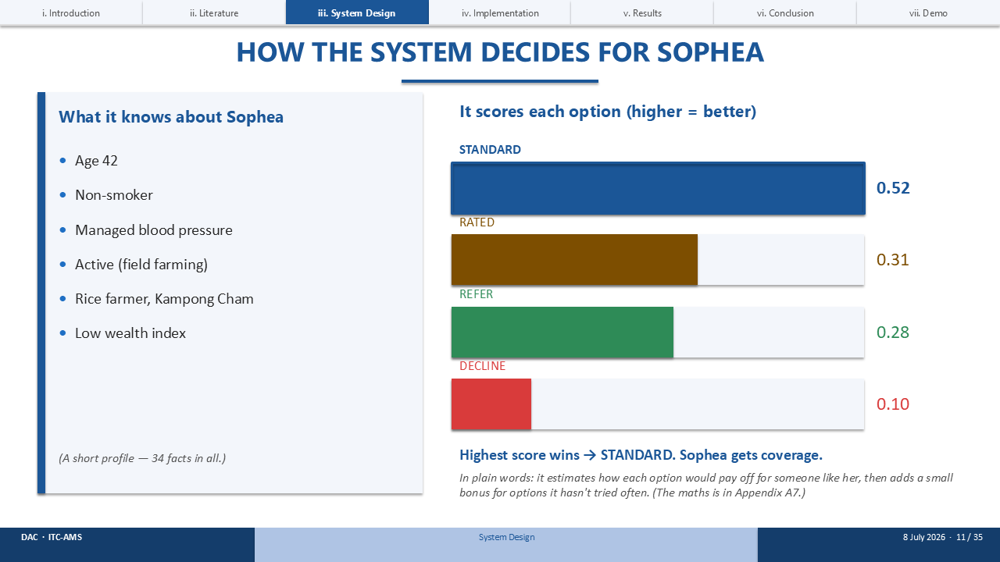 i. Introduction
ii. Literature
iii. System Design
iv. Implementation
v. Results
vi. Conclusion
vii. Demo
HOW THE SYSTEM DECIDES FOR SOPHEA
What it knows about Sophea
• Age 42
• Non-smoker
• Managed blood pressure
• Active (field farming)
• Rice farmer, Kampong Cham
• Low wealth index
(A short profile — 34 facts in all.)
It scores each option (higher = better)
STANDARD
0.52
RATED
0.31
REFER
0.28
DECLINE
0.10
Highest score wins → STANDARD. Sophea gets coverage.
In plain words: it estimates how each option would pay off for someone like her, then adds a small
bonus for options it hasn't tried often. (The maths is in Appendix A7.)
DAC · ITC-AMS
System Design
8 July 2026 · 11 / 35